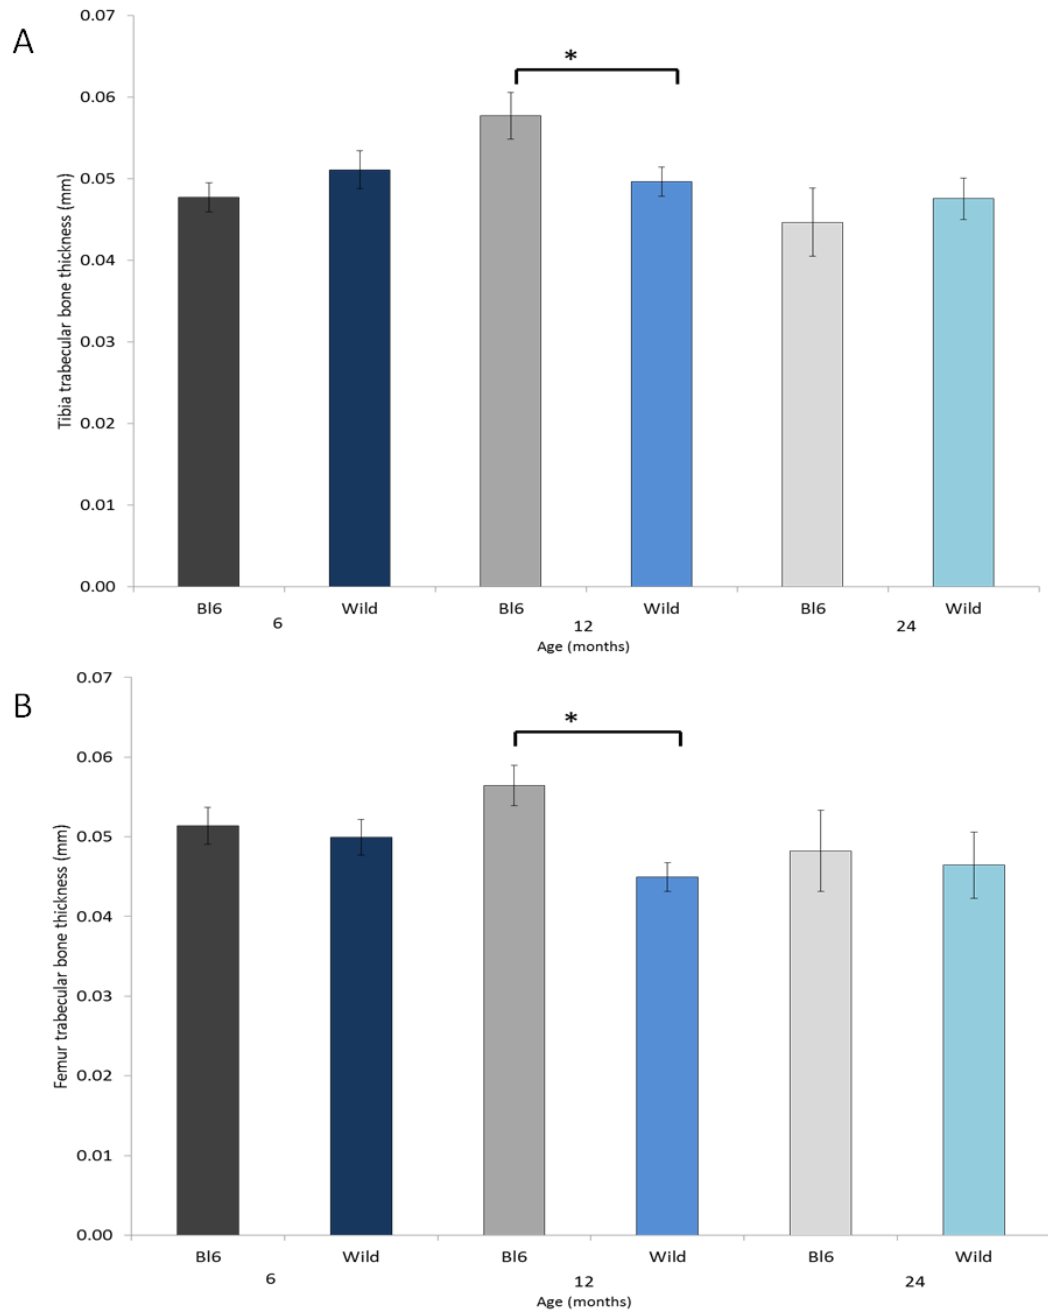 A
Tibia trabecular bone thickness (mm)
0.07
0.06
0.05
0.04
0.03
0.02
0.01
0.00
*
Bl6 Wild Bl6 Wild Bl6 Wild
6 12 24
Age (months)
B
Femur trabecular bone thickness (mm)
0.07
0.06
0.05
0.04
0.03
0.02
0.01
0.00
*
Bl6 Wild Bl6 Wild Bl6 Wild
6 12 24
Age (months)